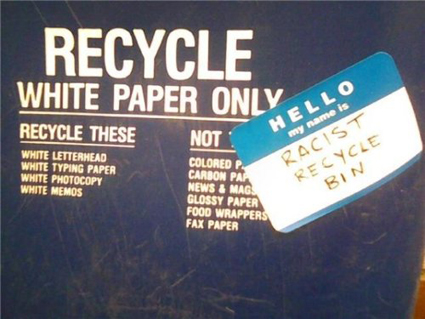 RECYCLE
WHITE PAPER ONLY
RECYCLE THESE
WHITE LETTERHEAD
WHITE TYPING PAPER
WHITE PHOTOCOPY
WHITE MEMOS
NOT
COLORED
CARBON
NEWS & MAGS
GLOSSY PAPER
FOOD WRAPPERS
FAX PAPER
HELLO
my name is
RACIST
RECYCLE
BIN